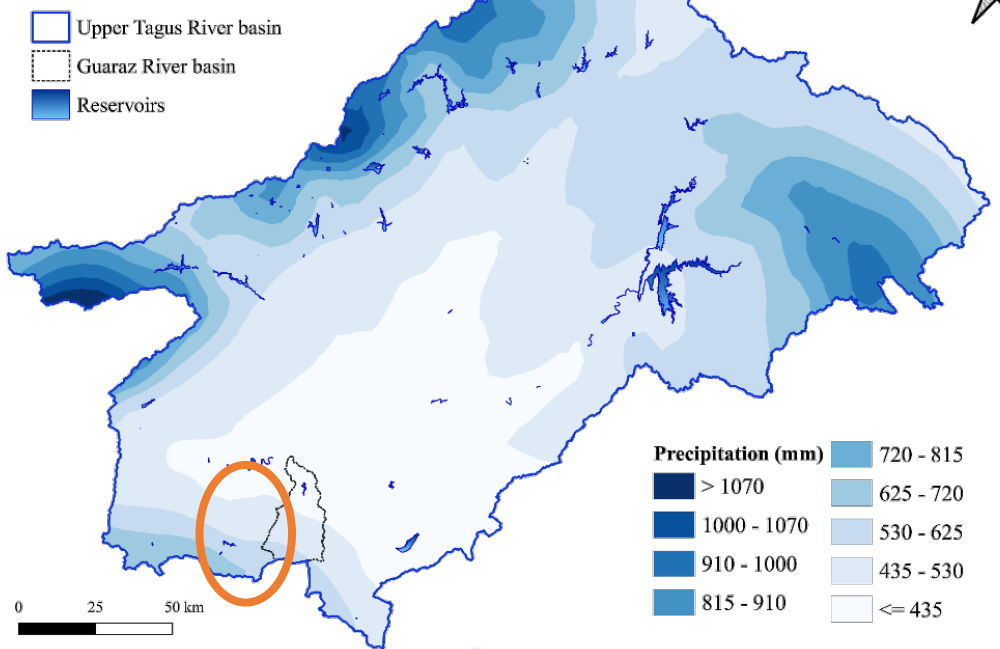 Upper Tagus River basin
Guaraz River basin
Reservoirs
Precipitation (mm)
> 1070
1000 - 1070
910 - 1000
815 - 910
720 - 815
625 - 720
530 - 625
435 - 530
<= 435
0 25 50 km